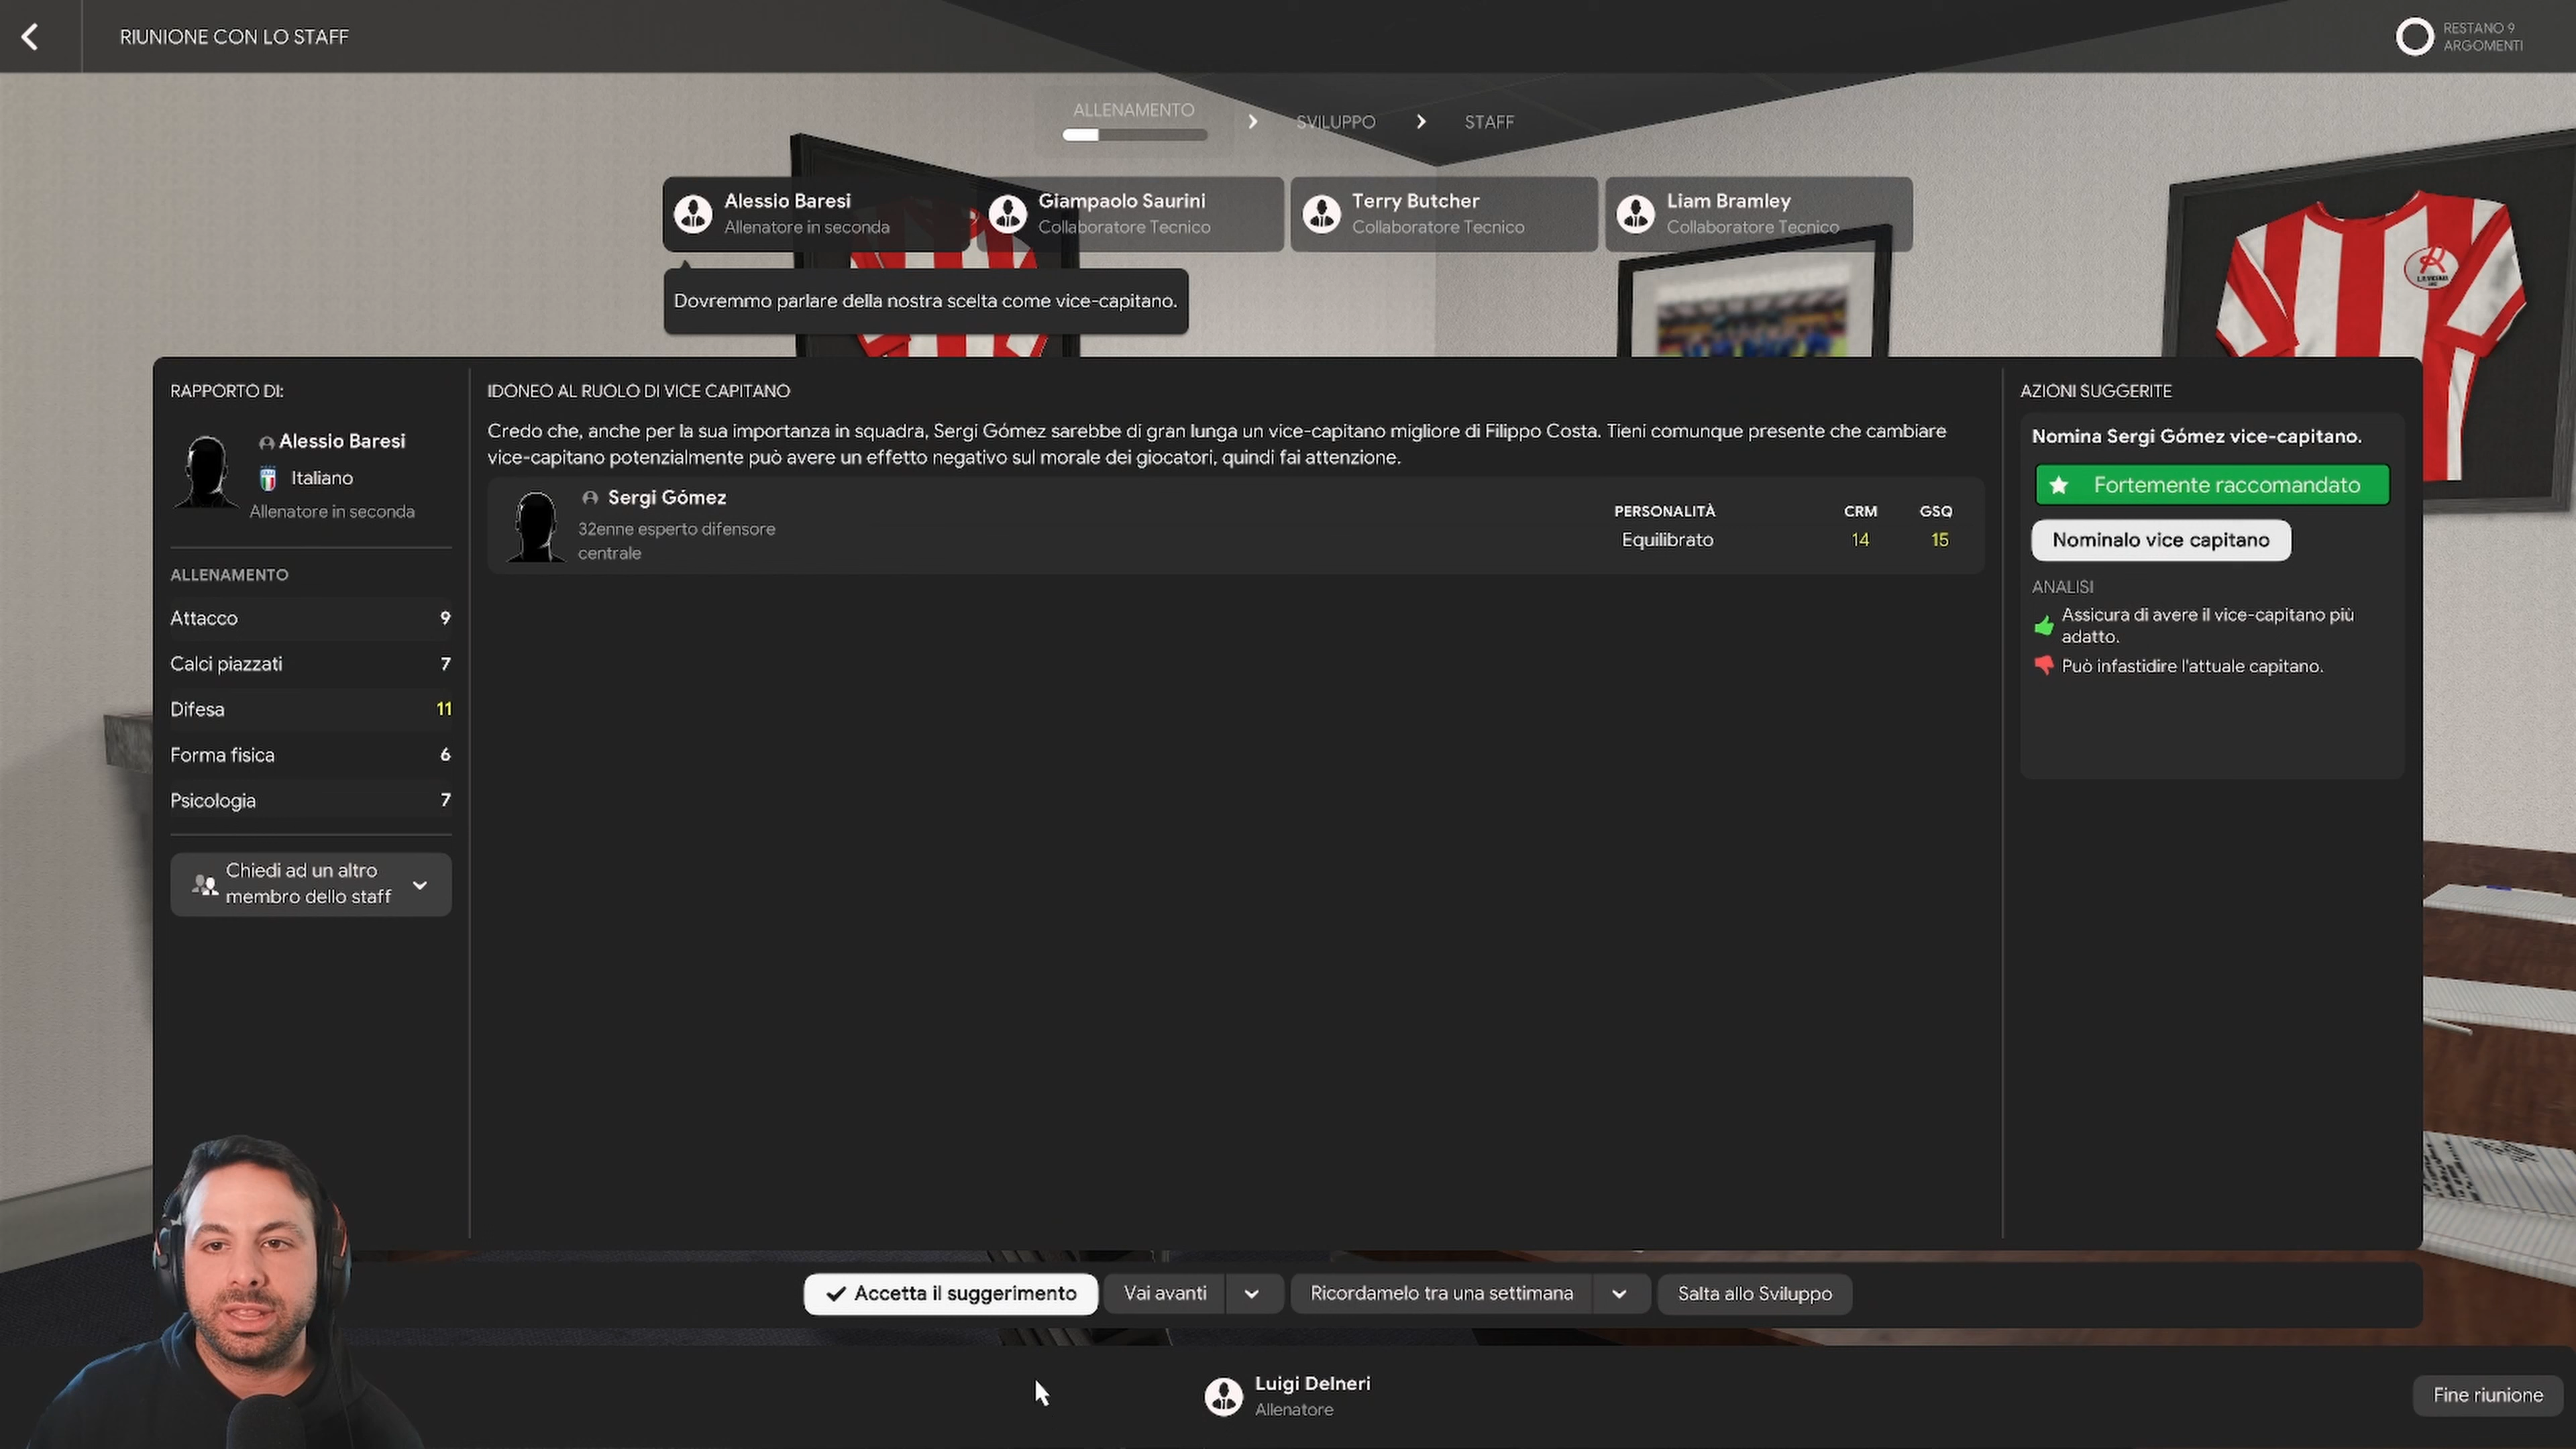 RIUNIONE CON LO STAFF
RESTANO 9
ARGOMENTI
ALLENAMENTO
SVILUPPO
STAFF
Alessio Baresi
Allenatore in seconda
Giampaolo Saurini
Collaboratore Tecnico
Terry Butcher
Collaboratore Tecnico
Liam Bramley
Collaboratore Tecnico
Dovremmo parlare della nostra scelta come vice-capitano.
RAPPORTO DI:
Alessio Baresi
Italiano
Allenatore in seconda
ALLENAMENTO
Attacco 9
Calci piazzati 7
Difesa 11
Forma fisica 6
Psicologia 7
Chiedi ad un altro
membro dello staff
IDONEO AL RUOLO DI VICE CAPITANO
Credo che, anche per la sua importanza in squadra, Sergi Gómez sarebbe di gran lunga un vice-capitano migliore di Filippo Costa. Tieni comunque presente che cambiare
vice-capitano potenzialmente può avere un effetto negativo sul morale dei giocatori, quindi fai attenzione.
Sergi Gómez
32enne esperto difensore
centrale
PERSONALITÀ CRM GSQ
Equilibrato 14 15
AZIONI SUGGERITE
Nomina Sergi Gómez vice-capitano.
Fortemente raccomandato
Nominalo vice capitano
ANALISI
Assicura di avere il vice-capitano più
adatto.
Può infastidire l'attuale capitano.
Accetta il suggerimento
Vai avanti
Ricordamelo tra una settimana
Salta allo Sviluppo
Luigi Delneri
Allenatore
Fine riunione